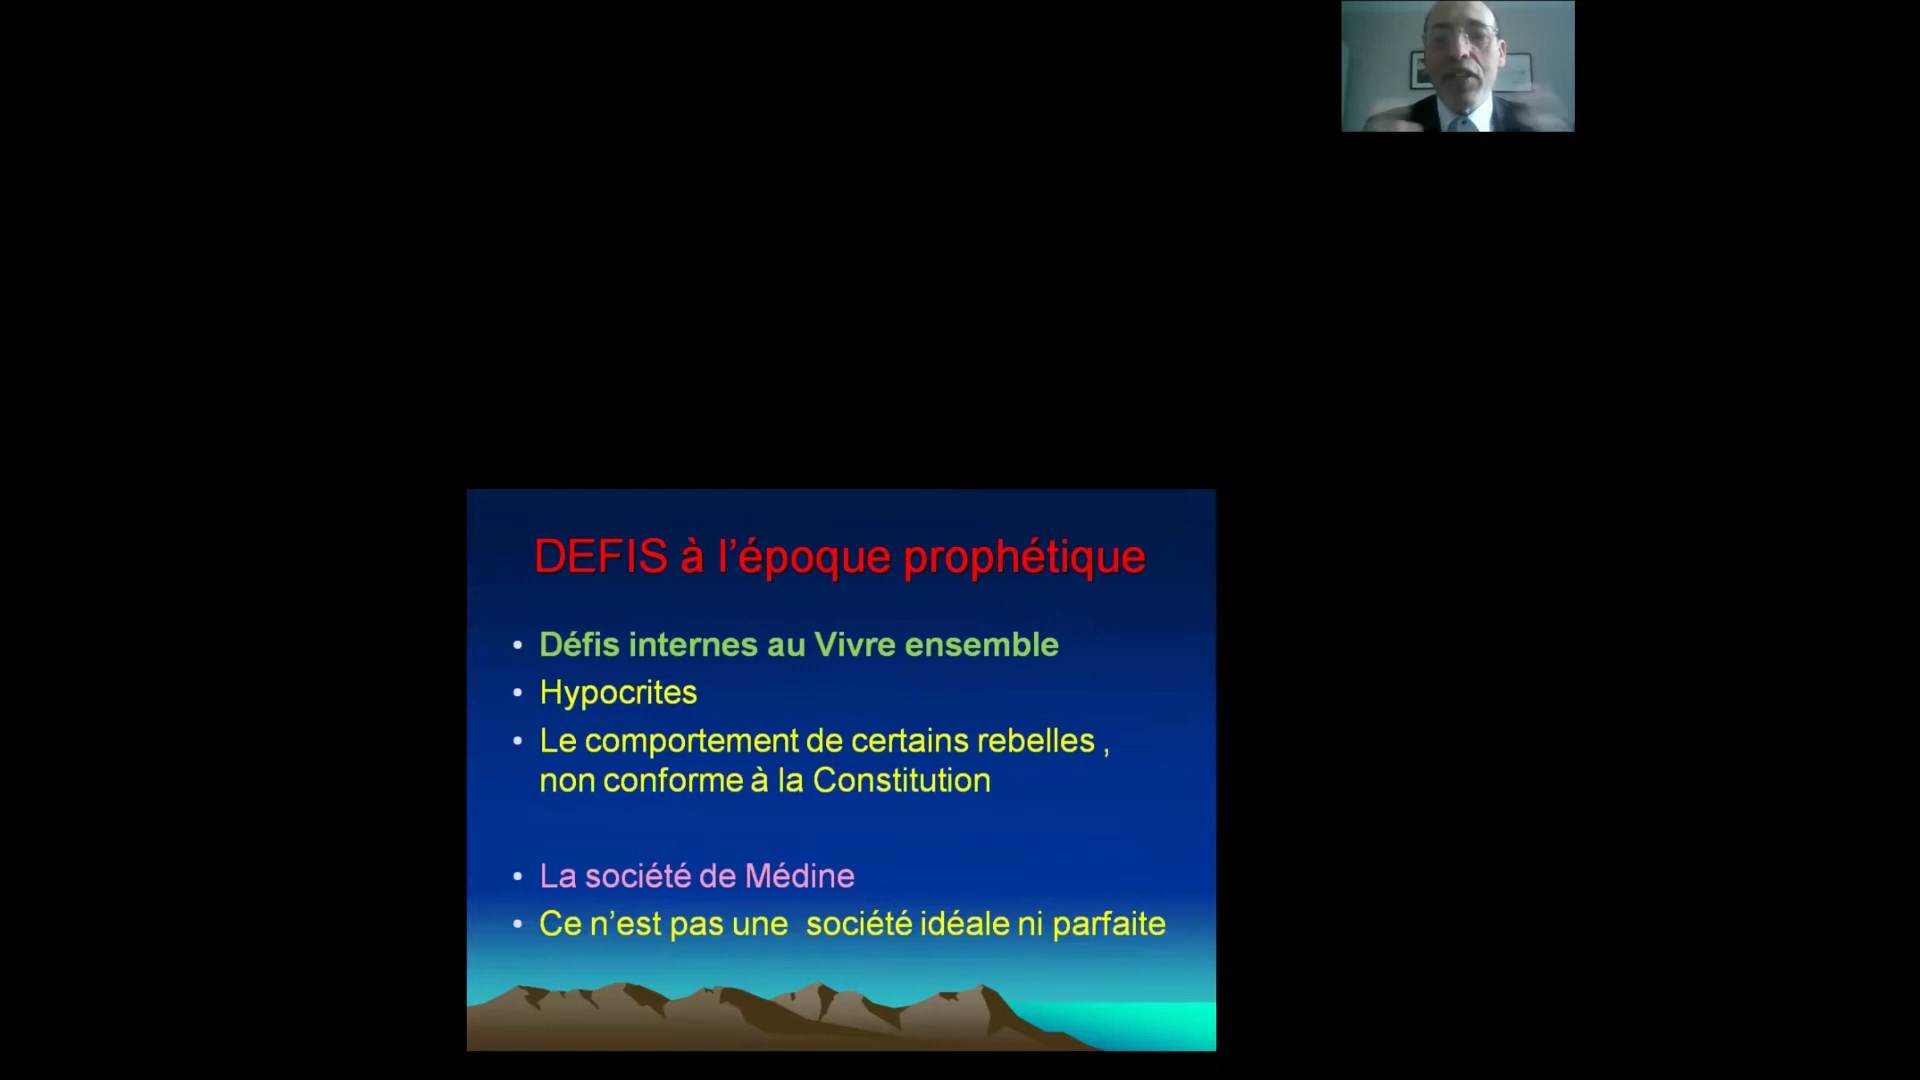 DEFIS à l’époque prophétique
• Défis internes au Vivre ensemble
• Hypocrites
• Le comportement de certains rebelles ,
non conforme à la Constitution
• La société de Médine
• Ce n’est pas une société idéale ni parfaite